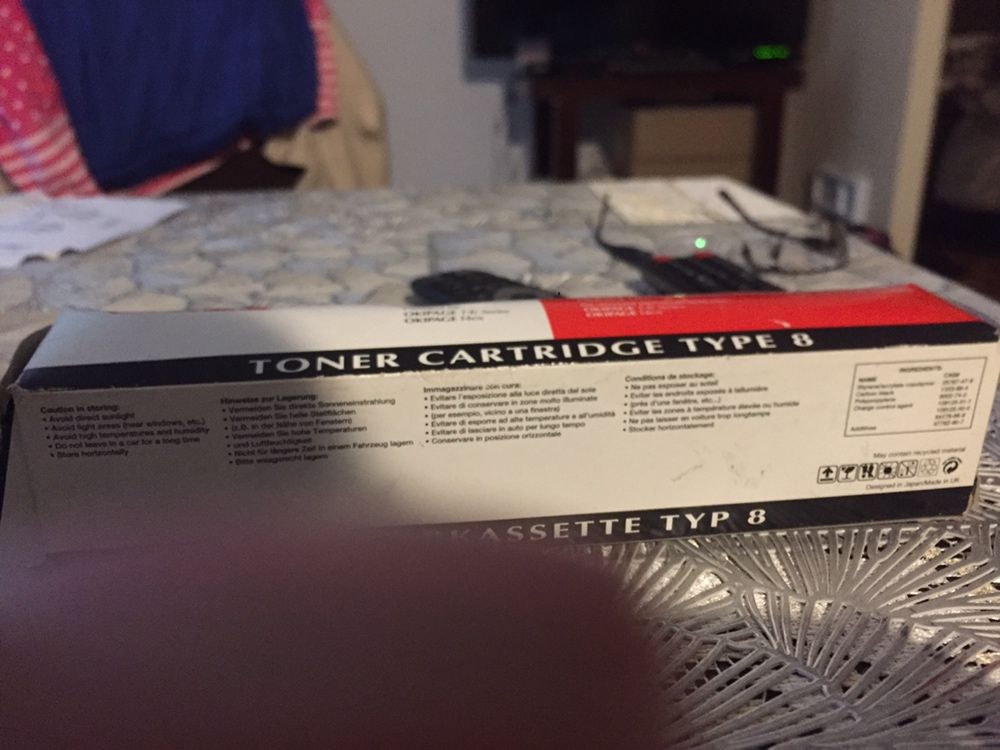 OKIPAGE
OKIPAGE
TONER CARTRIDGE TYPE 8
Caution in storing:
• Avoid direct sunlight
• Avoid light areas (near windows, etc.)
• Avoid high temperatures and humidity
• Do not leave in a car for a long time
• Store horizontally
Hinweise zur Lagerung:
• Vermeiden Sie direkte Sonneneinstrahlung
• Vermeiden Sie helle Stellflächen
• (z.B. in der Nähe von Fenstern)
• Vermeiden Sie hohe Temperaturen
• und Luftfeuchtigkeit
• Nicht für längere Zeit in einem Fahrzeug lagern
• Bitte waagerecht lagern
Immagazzinare con cura:
• Evitare l'esposizione alla luce diretta del sole
• Evitare di conservare in zone molto illuminate
• (per esempio, vicino a una finestra)
• Evitare di esporre ad alta temperature e all'umidità
• Evitare di lasciare in auto per lungo tempo
• Conservare in posizione orizzontale
Conditions de stockage:
• Ne pas exposer au soleil
• Eviter les endroits exposés à la lumière
(près d'une fenêtre, etc...)
• Eviter les zones à température élevée ou humide
• Ne pas laisser en voiture trop longtemps
• Stocker horizontalement
INGREDIENTS
NAME CAS#
Carbon black
Charge control agent
Additives
May contain recycled material
Designed in Japan/Made in UK
KASSETTE TYP 8